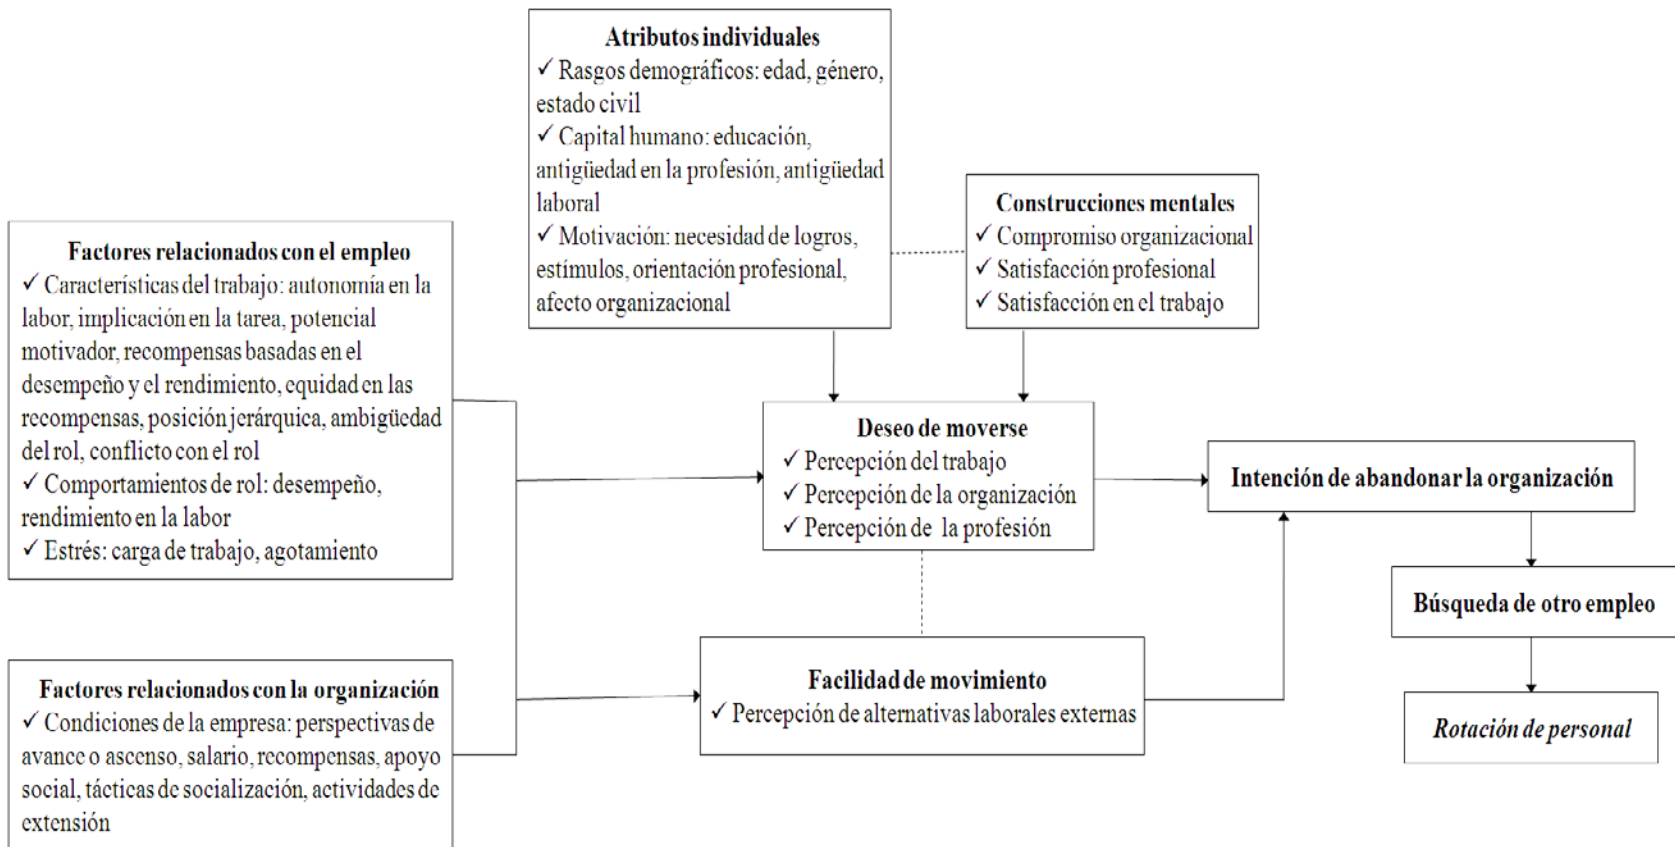 Atributos individuales
✓ Rasgos demográficos: edad, género,
estado civil
✓ Capital humano: educación,
antigüedad en la profesión, antigüedad
laboral
✓ Motivación: necesidad de logros,
estímulos, orientación profesional,
afecto organizacional
Construcciones mentales
✓ Compromiso organizacional
✓ Satisfacción profesional
✓ Satisfacción en el trabajo
Factores relacionados con el empleo
✓ Características del trabajo: autonomía en la
labor, implicación en la tarea, potencial
motivador, recompensas basadas en el
desempeño y el rendimiento, equidad en las
recompensas, posición jerárquica, ambigüedad
del rol, conflicto con el rol
✓ Comportamientos de rol: desempeño,
rendimiento en la labor
✓ Estrés: carga de trabajo, agotamiento
Deseo de moverse
✓ Percepción del trabajo
✓ Percepción de la organización
✓ Percepción de la profesión
Intención de abandonar la organización
Búsqueda de otro empleo
Factores relacionados con la organización
✓ Condiciones de la empresa: perspectivas de
avance o ascenso, salario, recompensas, apoyo
social, tácticas de socialización, actividades de
extensión
Facilidad de movimiento
✓ Percepción de alternativas laborales externas
Rotación de personal